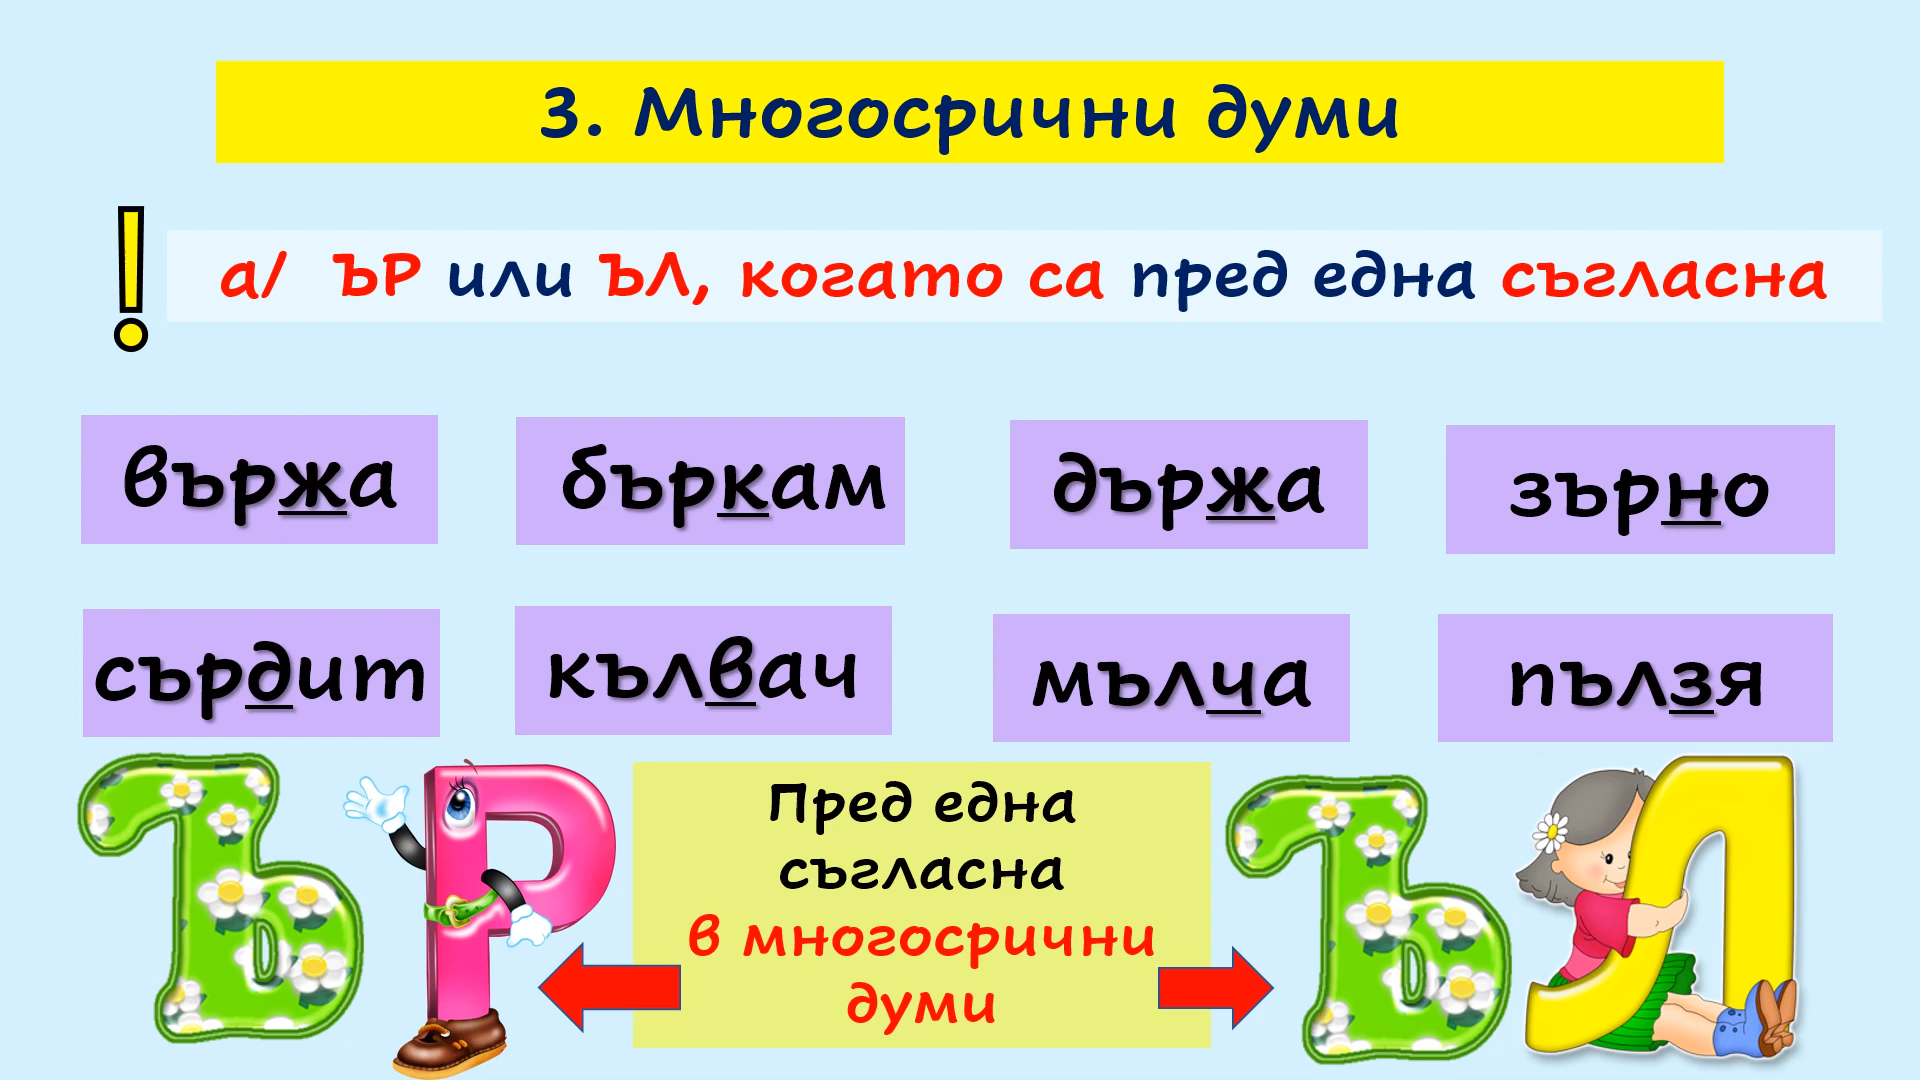 3. Многосрични думи
! а/ ЪР или ЪЛ, когато са пред една съгласна
вържа бъркам държа зърно
сърдит кълвач мълча пълзя
Пред една
съгласна
в многосрични
думи
Ъ Р Ъ Л